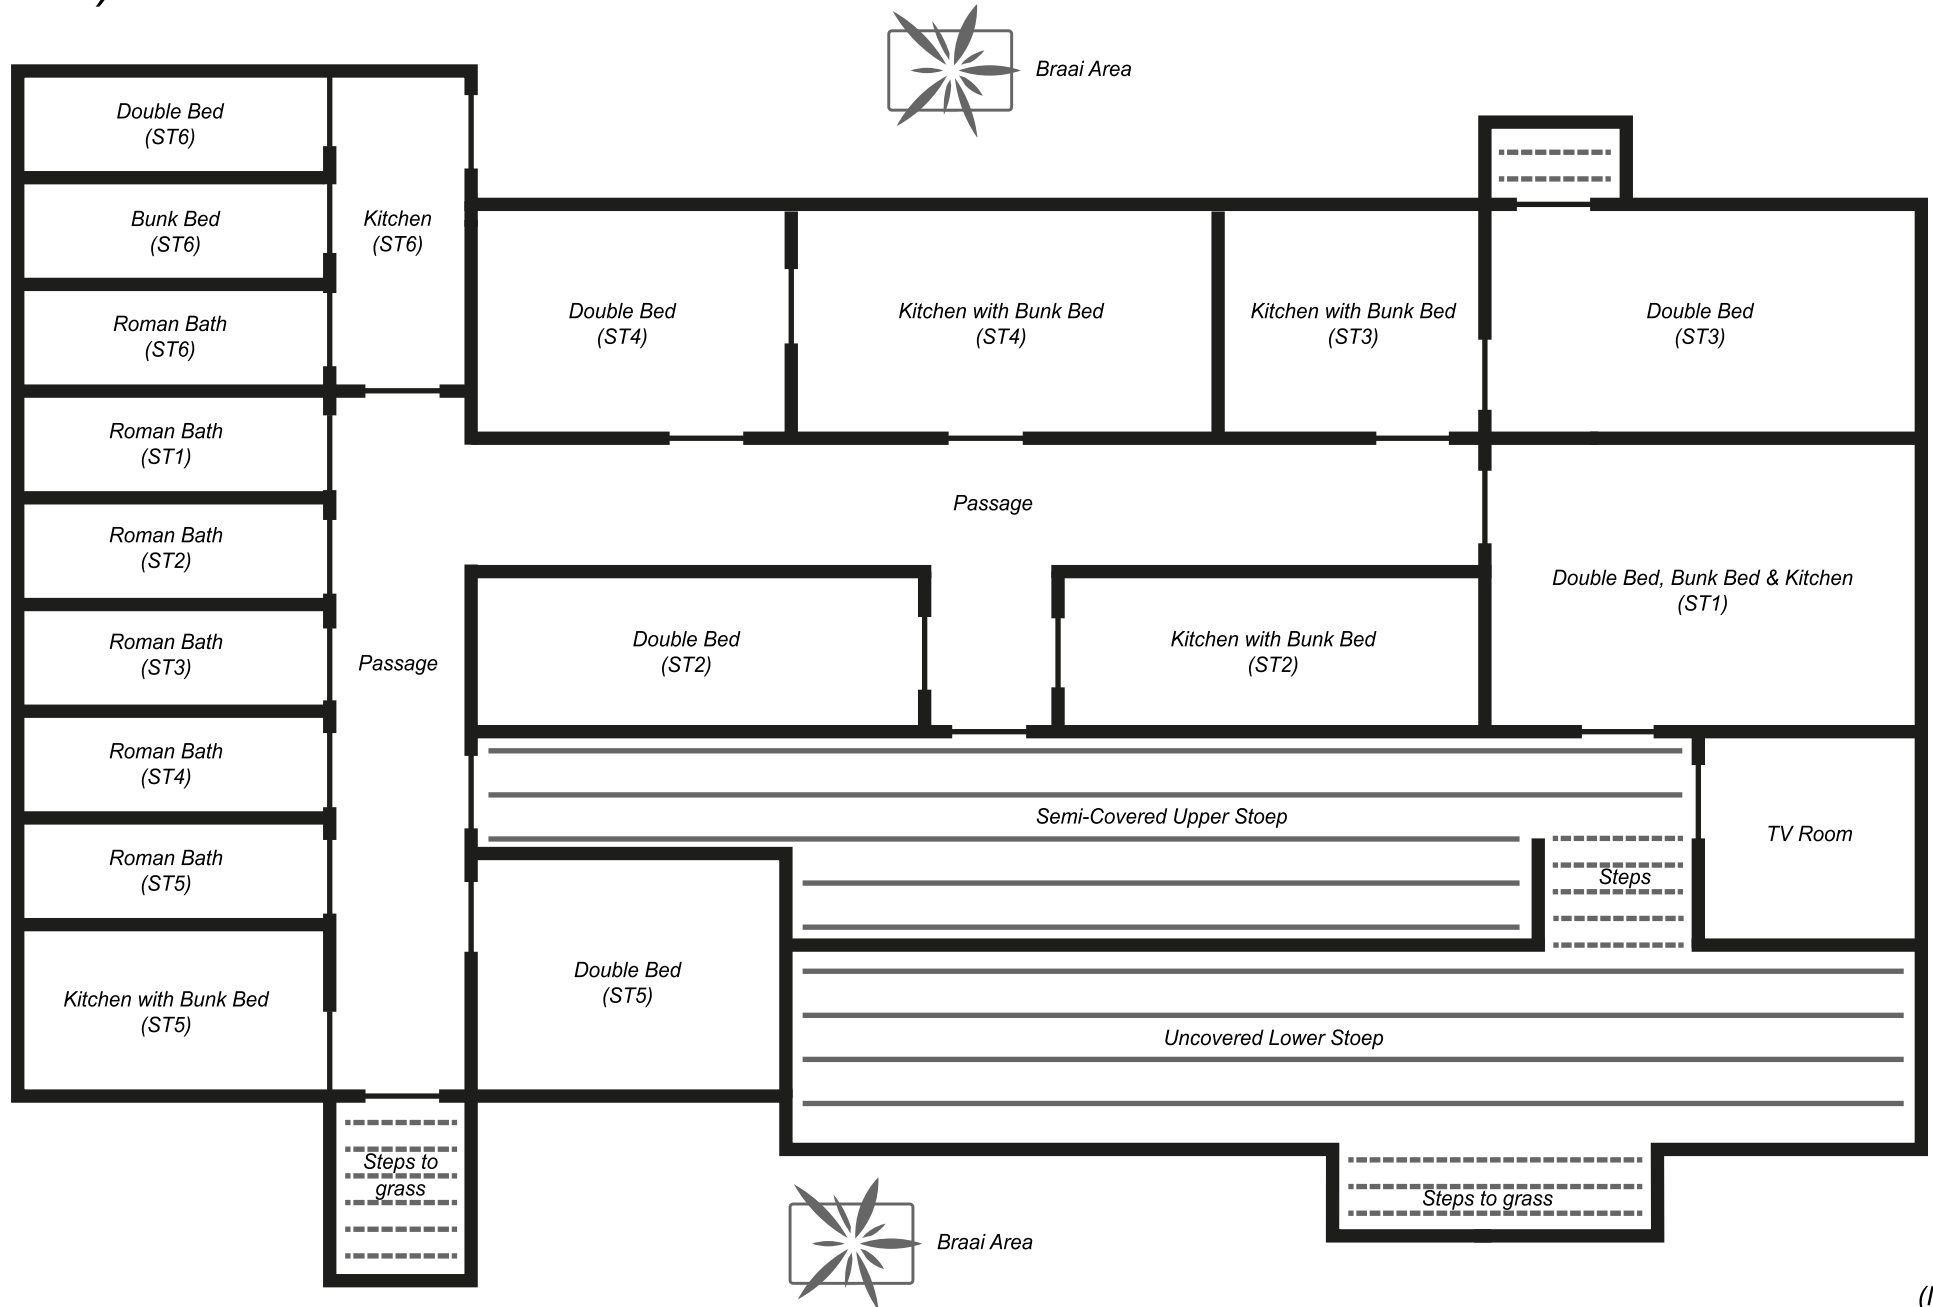 )
Braai Area
Double Bed
(ST6)
Bunk Bed
(ST6)
Kitchen
(ST6)
Roman Bath
(ST6)
Double Bed
(ST4)
Kitchen with Bunk Bed
(ST4)
Kitchen with Bunk Bed
(ST3)
Double Bed
(ST3)
Roman Bath
(ST1)
Passage
Roman Bath
(ST2)
Double Bed, Bunk Bed & Kitchen
(ST1)
Roman Bath
(ST3)
Passage
Double Bed
(ST2)
Kitchen with Bunk Bed
(ST2)
Roman Bath
(ST4)
Semi-Covered Upper Stoep
TV Room
Roman Bath
(ST5)
Steps
Double Bed
(ST5)
Kitchen with Bunk Bed
(ST5)
Uncovered Lower Stoep
Steps to
grass
Steps to grass
Braai Area